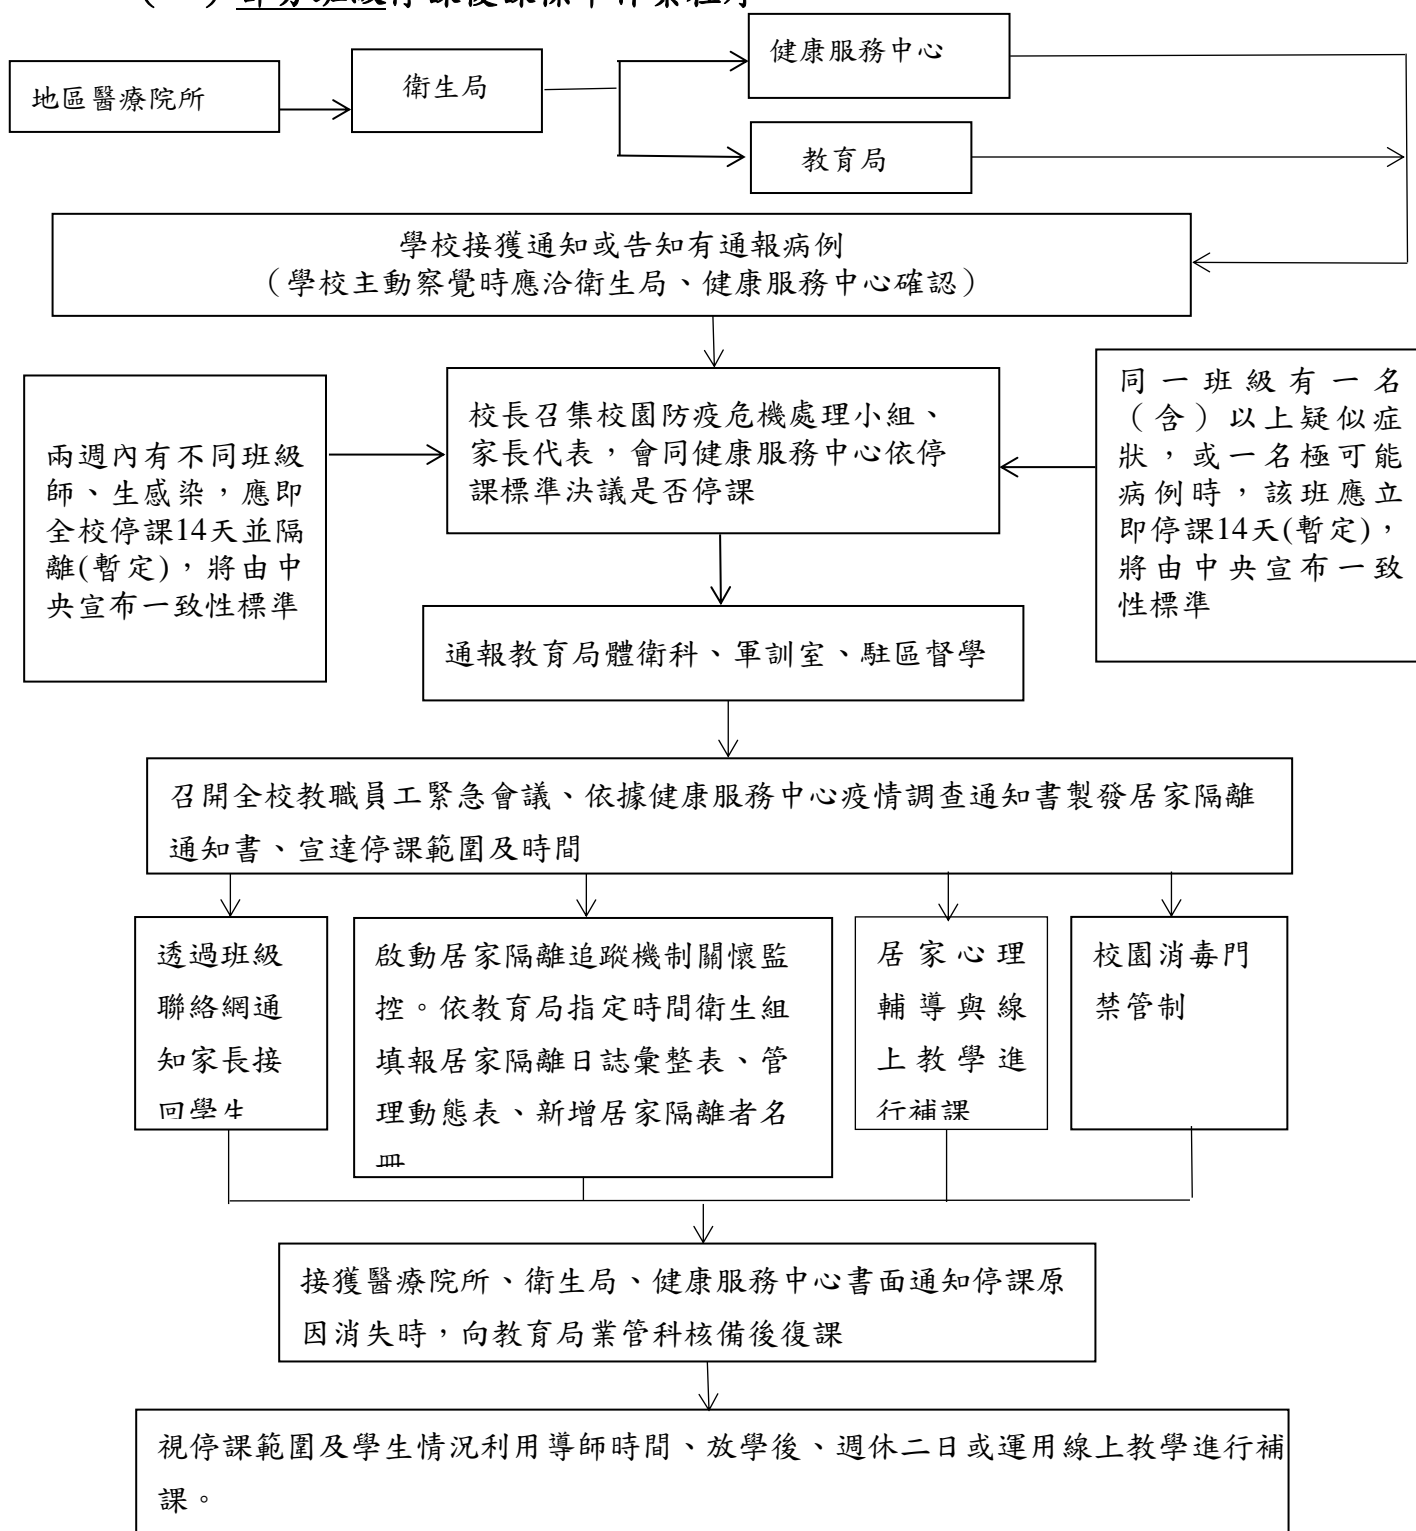 部分班級停課復課標準作業程序
健康服務中心
地區醫療院所
衛生局
教育局
學校接獲通知或告知有通報病例
（學校主動察覺時應洽衛生局、健康服務中心確認）
兩週內有不同班級
師、生感染，應即
全校停課14天並隔
離(暫定)，將由中
央宣布一致性標準
校長召集校園防疫危機處理小組、
家長代表，會同健康服務中心依停
課標準決議是否停課
同一班級有一名
（含）以上疑似症
狀，或一名極可能
病例時，該班應立
即停課14天(暫定)，
將由中央宣布一致
性標準
通報教育局體衛科、軍訓室、駐區督學
召開全校教職員工緊急會議、依據健康服務中心疫情調查通知書製發居家隔離
通知書、宣達停課範圍及時間
透過班級
聯絡網通
知家長接
回學生
啟動居家隔離追蹤機制關懷監
控。依教育局指定時間衛生組
填報居家隔離日誌彙整表、管
理動態表、新增居家隔離者名
冊
居家心理
輔導與線
上教學進
行補課
校園消毒門
禁管制
接獲醫療院所、衛生局、健康服務中心書面通知停課原
因消失時，向教育局業管科核備後復課
視停課範圍及學生情況利用導師時間、放學後、週休二日或運用線上教學進行補
課。